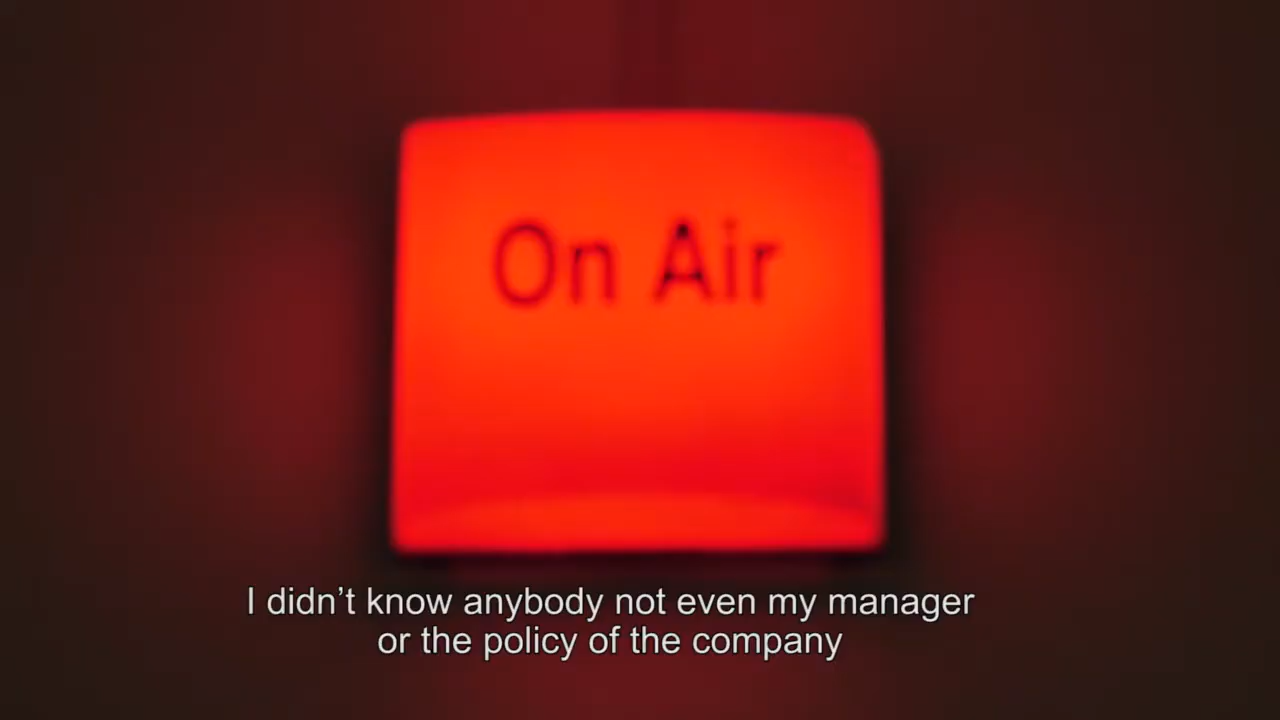 On Air
I didn’t know anybody not even my manager
or the policy of the company